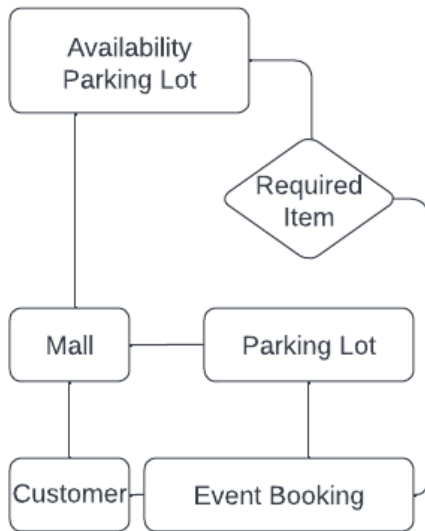 Availability
Parking Lot
Required
Item
Mall
Parking Lot
Customer
Event Booking